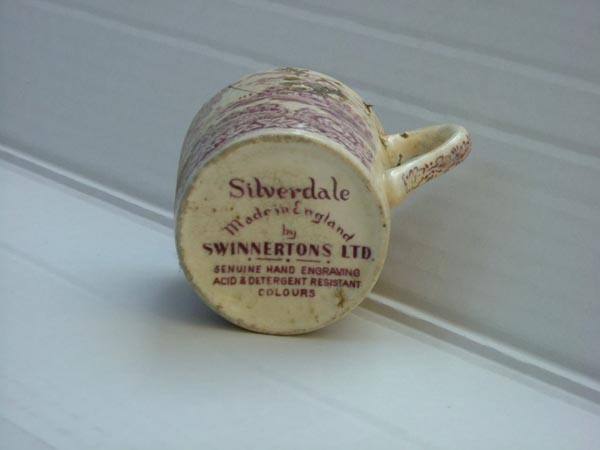 Silverdale
Made in England
by
SWINNERTONS LTD.
GENUINE HAND ENGRAVING
ACID & DETERGENT RESISTANT
COLOURS